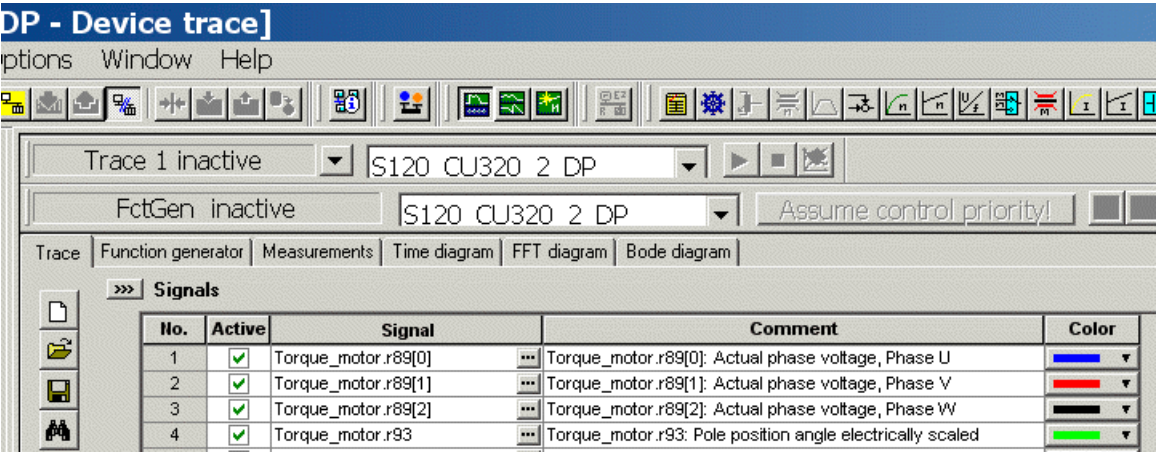 DP - Device trace]
ptions Window Help
Trace 1 inactive S120_CU320_2_DP
FctGen inactive S120_CU320_2_DP Assume control priority!
Trace Function generator Measurements Time diagram FFT diagram Bode diagram
>>> Signals
No. Active Signal Comment Color
1 Torque_motor.r89[0] ... Torque_motor.r89[0]: Actual phase voltage, Phase U
2 Torque_motor.r89[1] ... Torque_motor.r89[1]: Actual phase voltage, Phase V
3 Torque_motor.r89[2] ... Torque_motor.r89[2]: Actual phase voltage, Phase W
4 Torque_motor.r93 ... Torque_motor.r93: Pole position angle electrically scaled